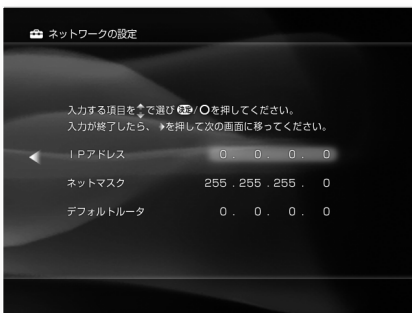 ネットワークの設定
入力する項目を♦で選び 決定/○を押してください。
入力が終了したら、▶を押して次の画面に移ってください。
IPアドレス 0. 0. 0. 0
ネットマスク 255.255.255. 0
デフォルトルータ 0. 0. 0. 0